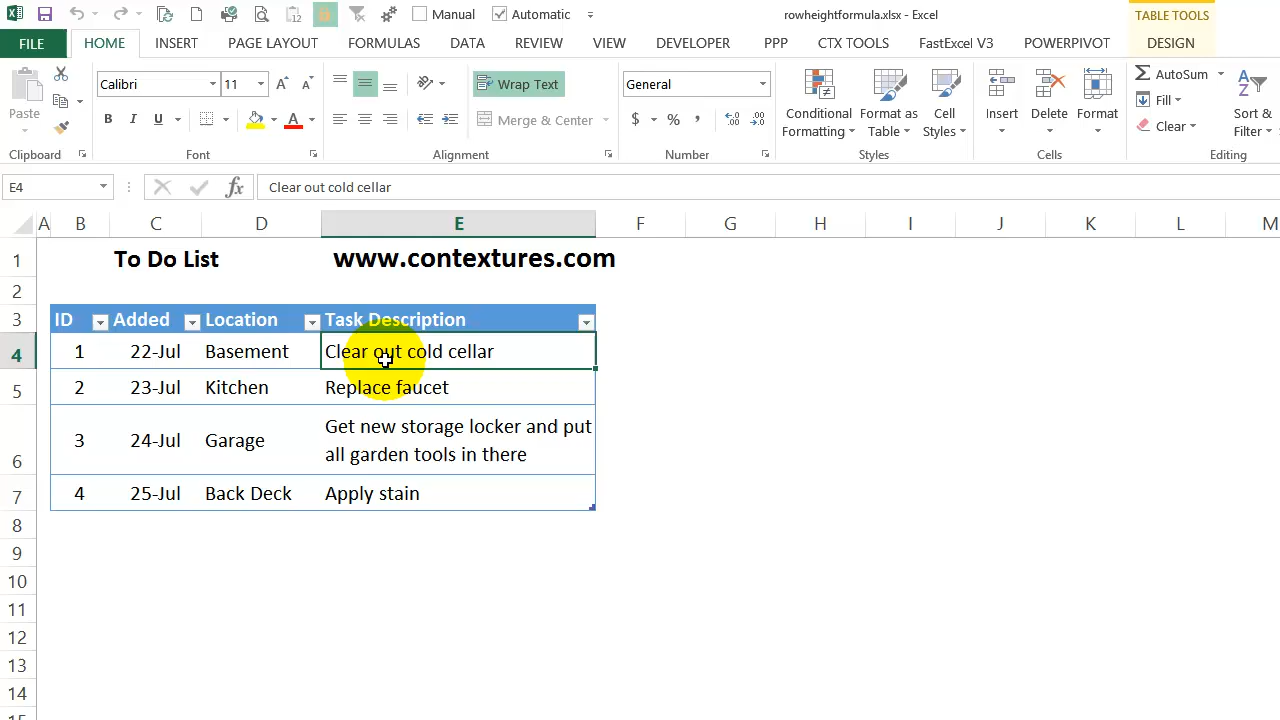 Manual
Automatic
rowheightformula.xlsx - Excel
TABLE TOOLS
FILE
HOME
INSERT
PAGE LAYOUT
FORMULAS
DATA
REVIEW
VIEW
DEVELOPER
PPP
CTX TOOLS
FastExcel V3
POWERPIVOT
DESIGN
Paste
Calibri
11
A
A
Wrap Text
General
Conditional
Formatting
Format as
Table
Cell
Styles
Insert
Delete
Format
AutoSum
Fill
Clear
Sort &
Filter
B I U
A
Merge & Center
$ % ,
Clipboard
Font
Alignment
Number
Styles
Cells
Editing
E4
fx
Clear out cold cellar
A B C D E F G H I J K L M
1 To Do List www.contextures.com
2
3 ID Added Location Task Description
4 1 22-Jul Basement Clear out cold cellar
5 2 23-Jul Kitchen Replace faucet
6 3 24-Jul Garage Get new storage locker and put
all garden tools in there
7 4 25-Jul Back Deck Apply stain
8
9
10
11
12
13
14
15